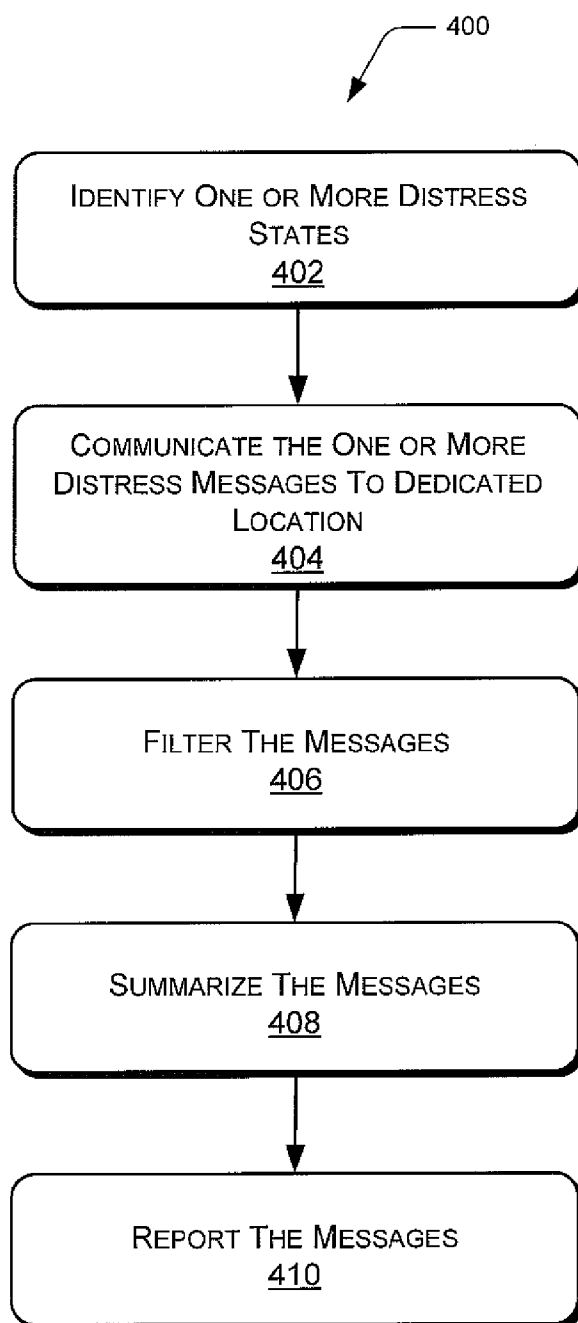 400
IDENTIFY ONE OR MORE DISTRESS
STATES
402
COMMUNICATE THE ONE OR MORE
DISTRESS MESSAGES TO DEDICATED
LOCATION
404
FILTER THE MESSAGES
406
SUMMARIZE THE MESSAGES
408
REPORT THE MESSAGES
410